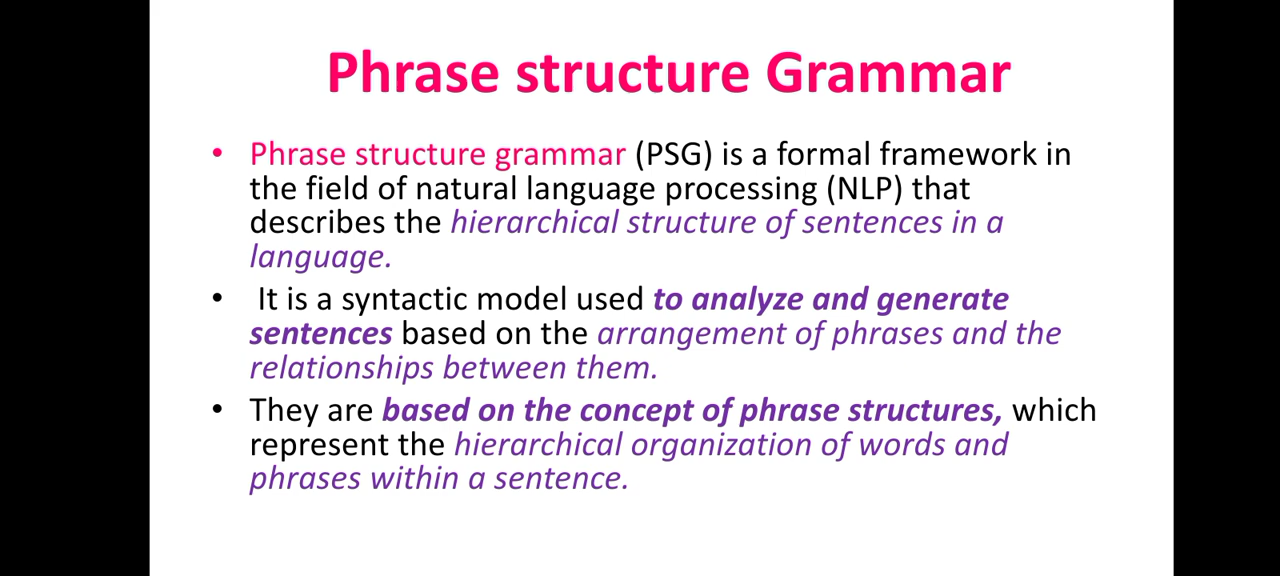 Phrase structure Grammar
• Phrase structure grammar (PSG) is a formal framework in
the field of natural language processing (NLP) that
describes the hierarchical structure of sentences in a
language.
• It is a syntactic model used to analyze and generate
sentences based on the arrangement of phrases and the
relationships between them.
• They are based on the concept of phrase structures, which
represent the hierarchical organization of words and
phrases within a sentence.